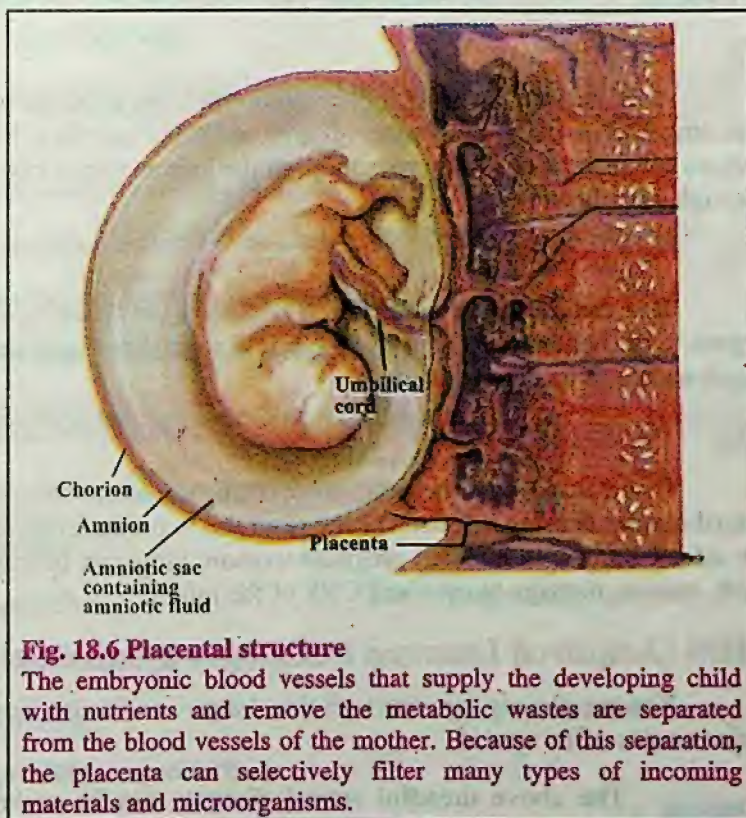 Umbilical
cord
Chorion
Amnion
Placenta
Amniotic sac
containing
amniotic fluid
Fig. 18.6 Placental structure
The embryonic blood vessels that supply the developing child
with nutrients and remove the metabolic wastes are separated
from the blood vessels of the mother. Because of this separation,
the placenta can selectively filter many types of incoming
materials and microorganisms.